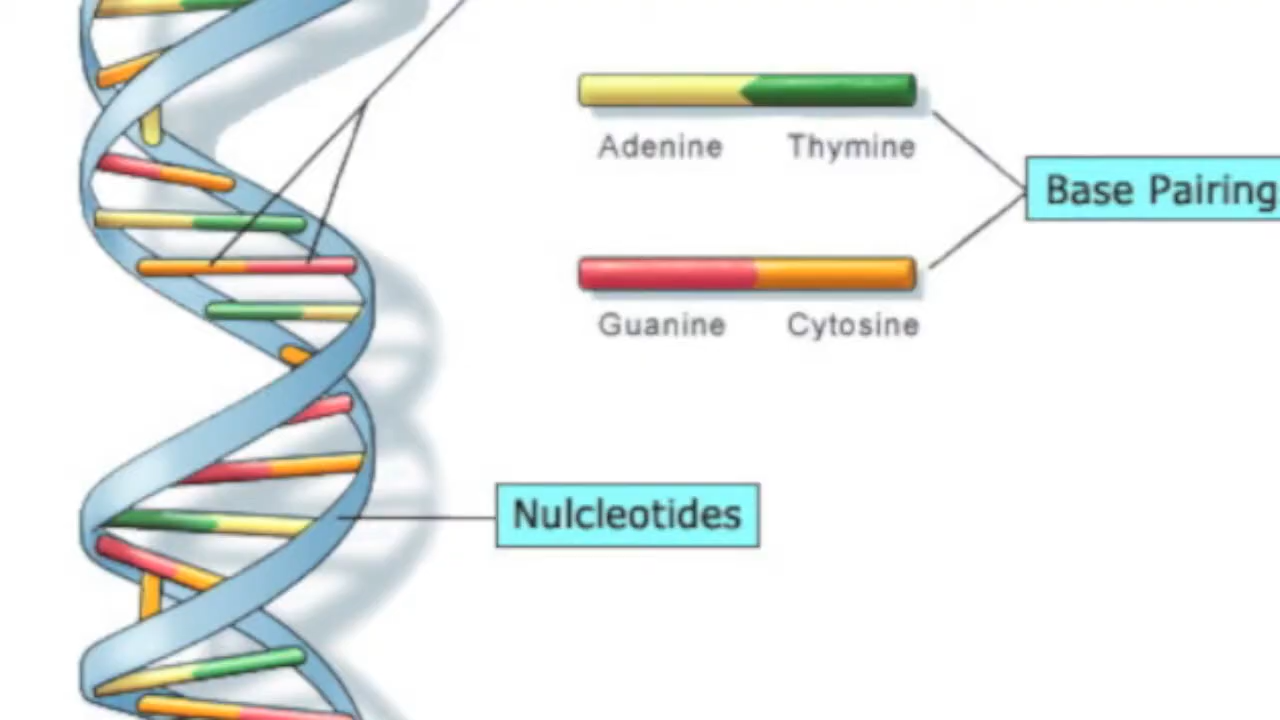 Adenine Thymine
Base Pairing
Guanine Cytosine
Nulcleotides